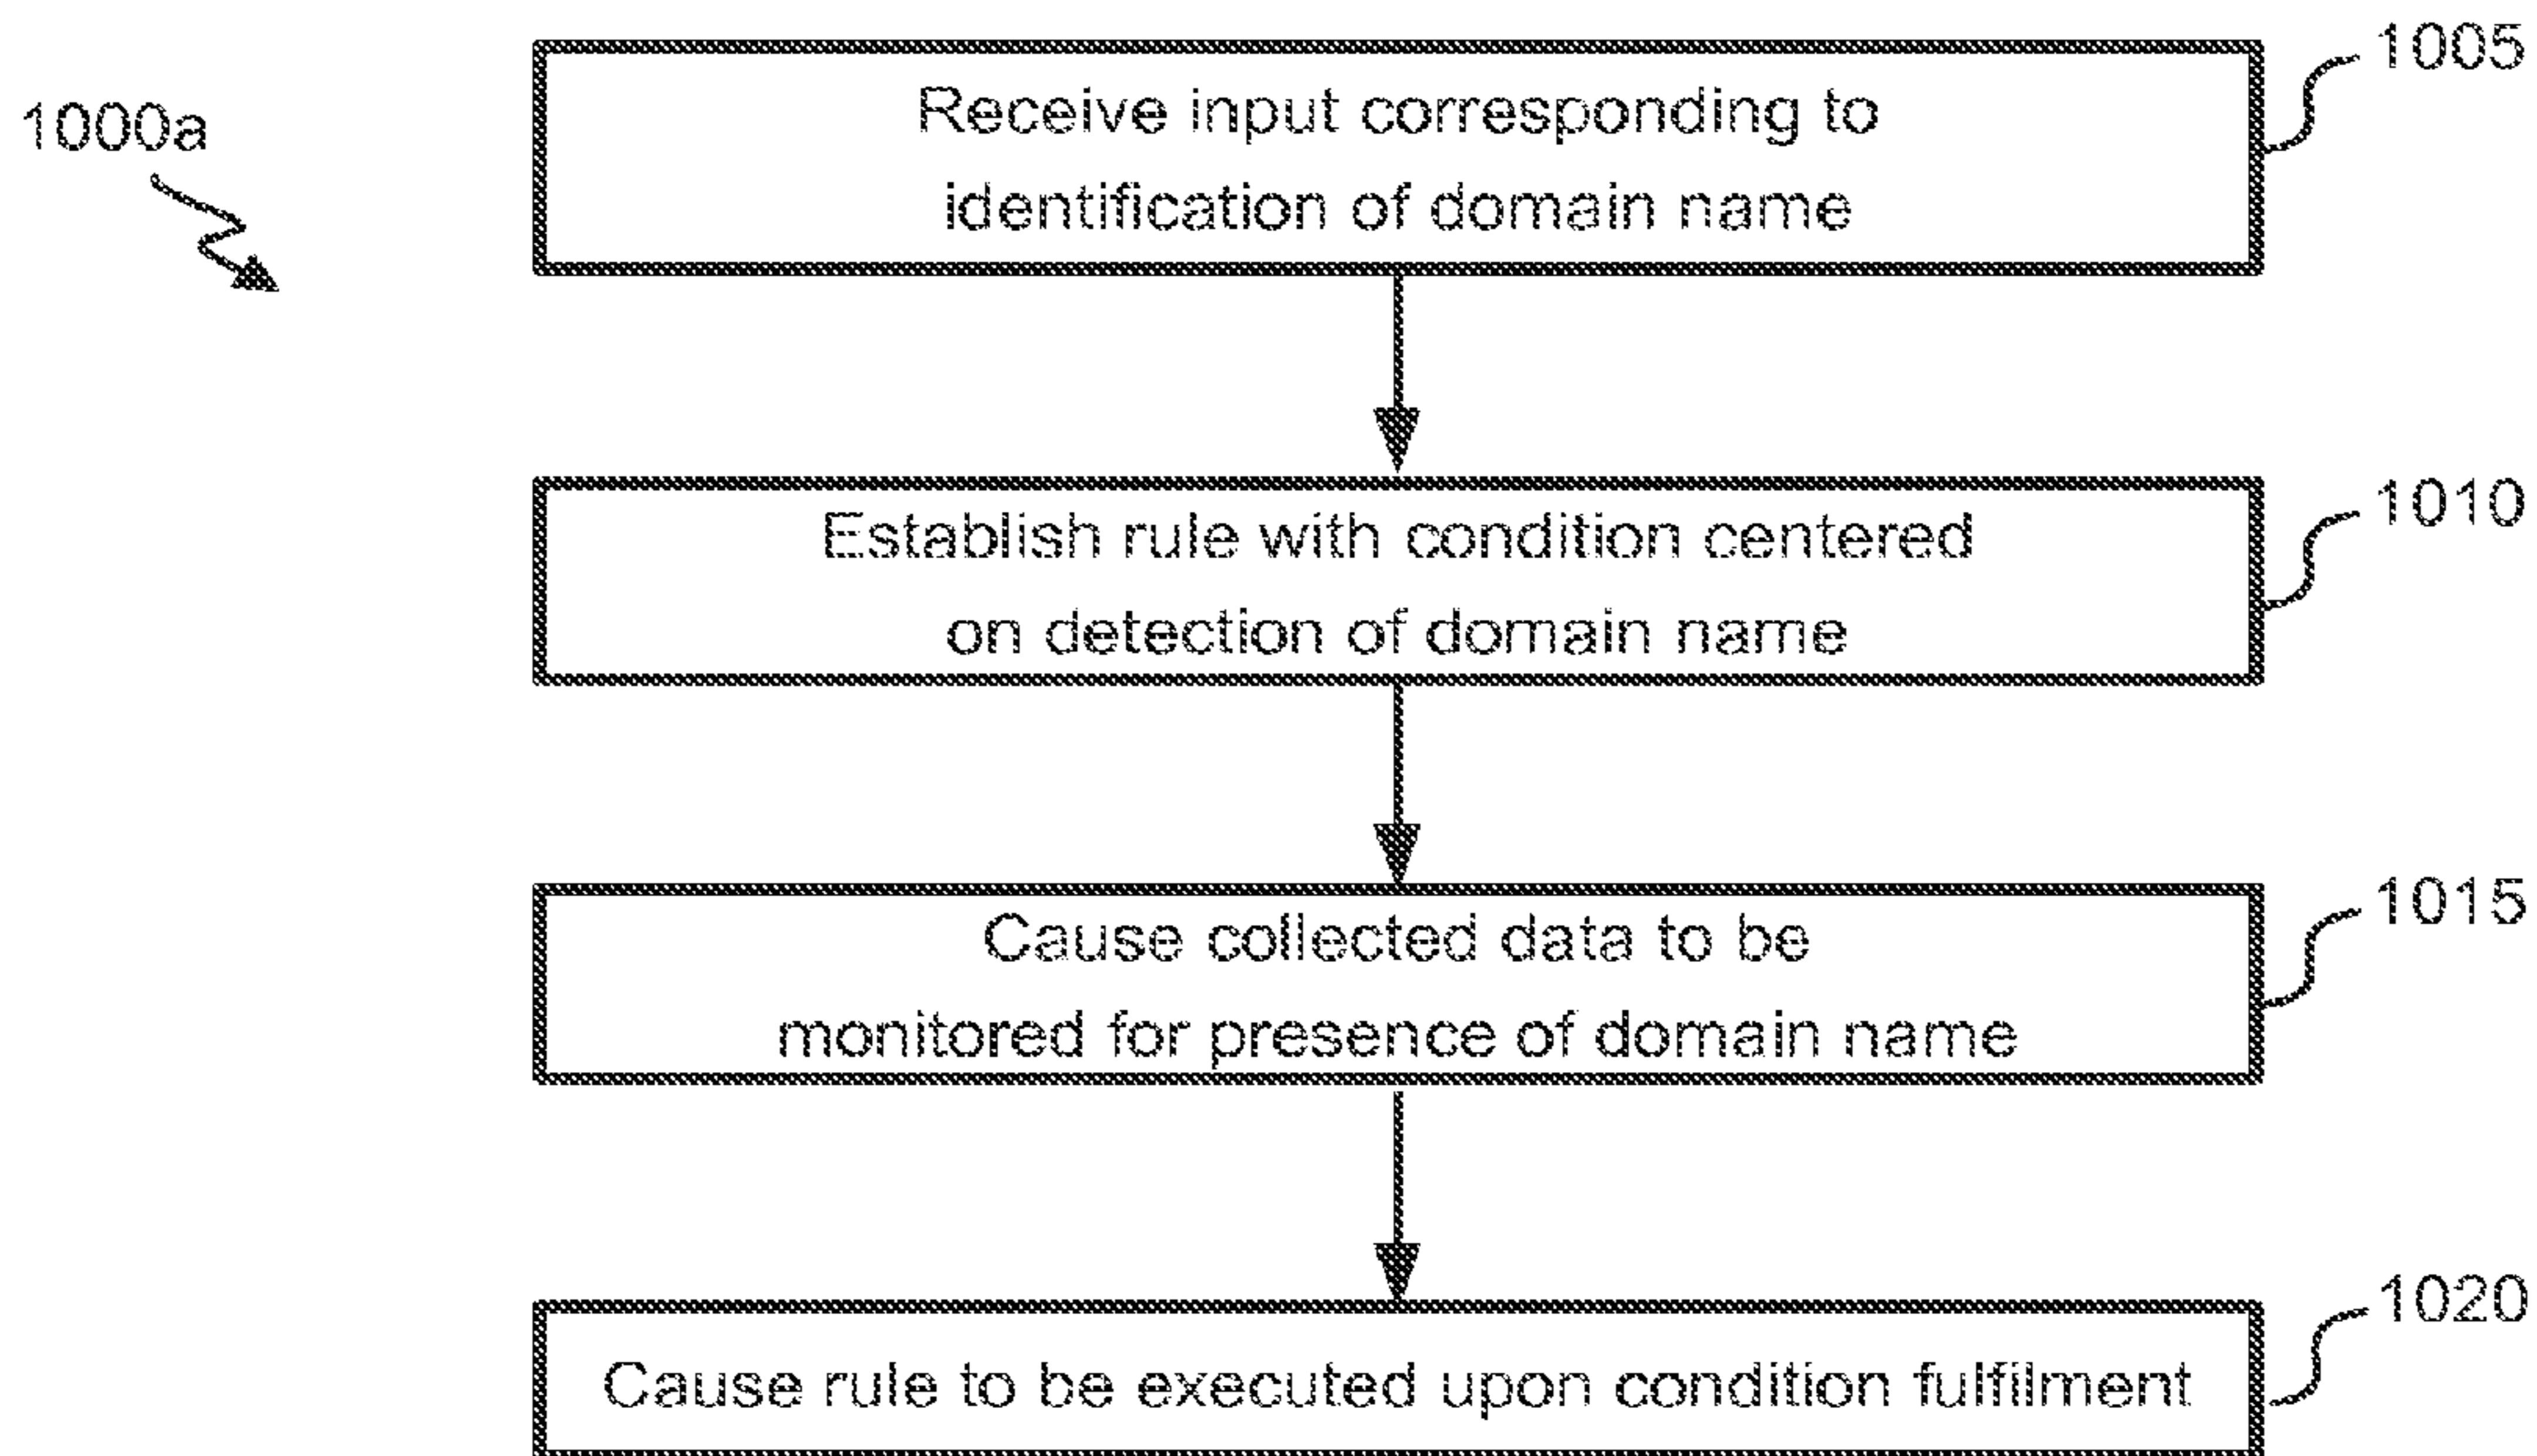 1000a
Receive input corresponding to
identification of domain name
1005
Establish rule with condition centered
on detection of domain name
1010
Cause collected data to be
monitored for presence of domain name
1015
Cause rule to be executed upon condition fulfilment
1020